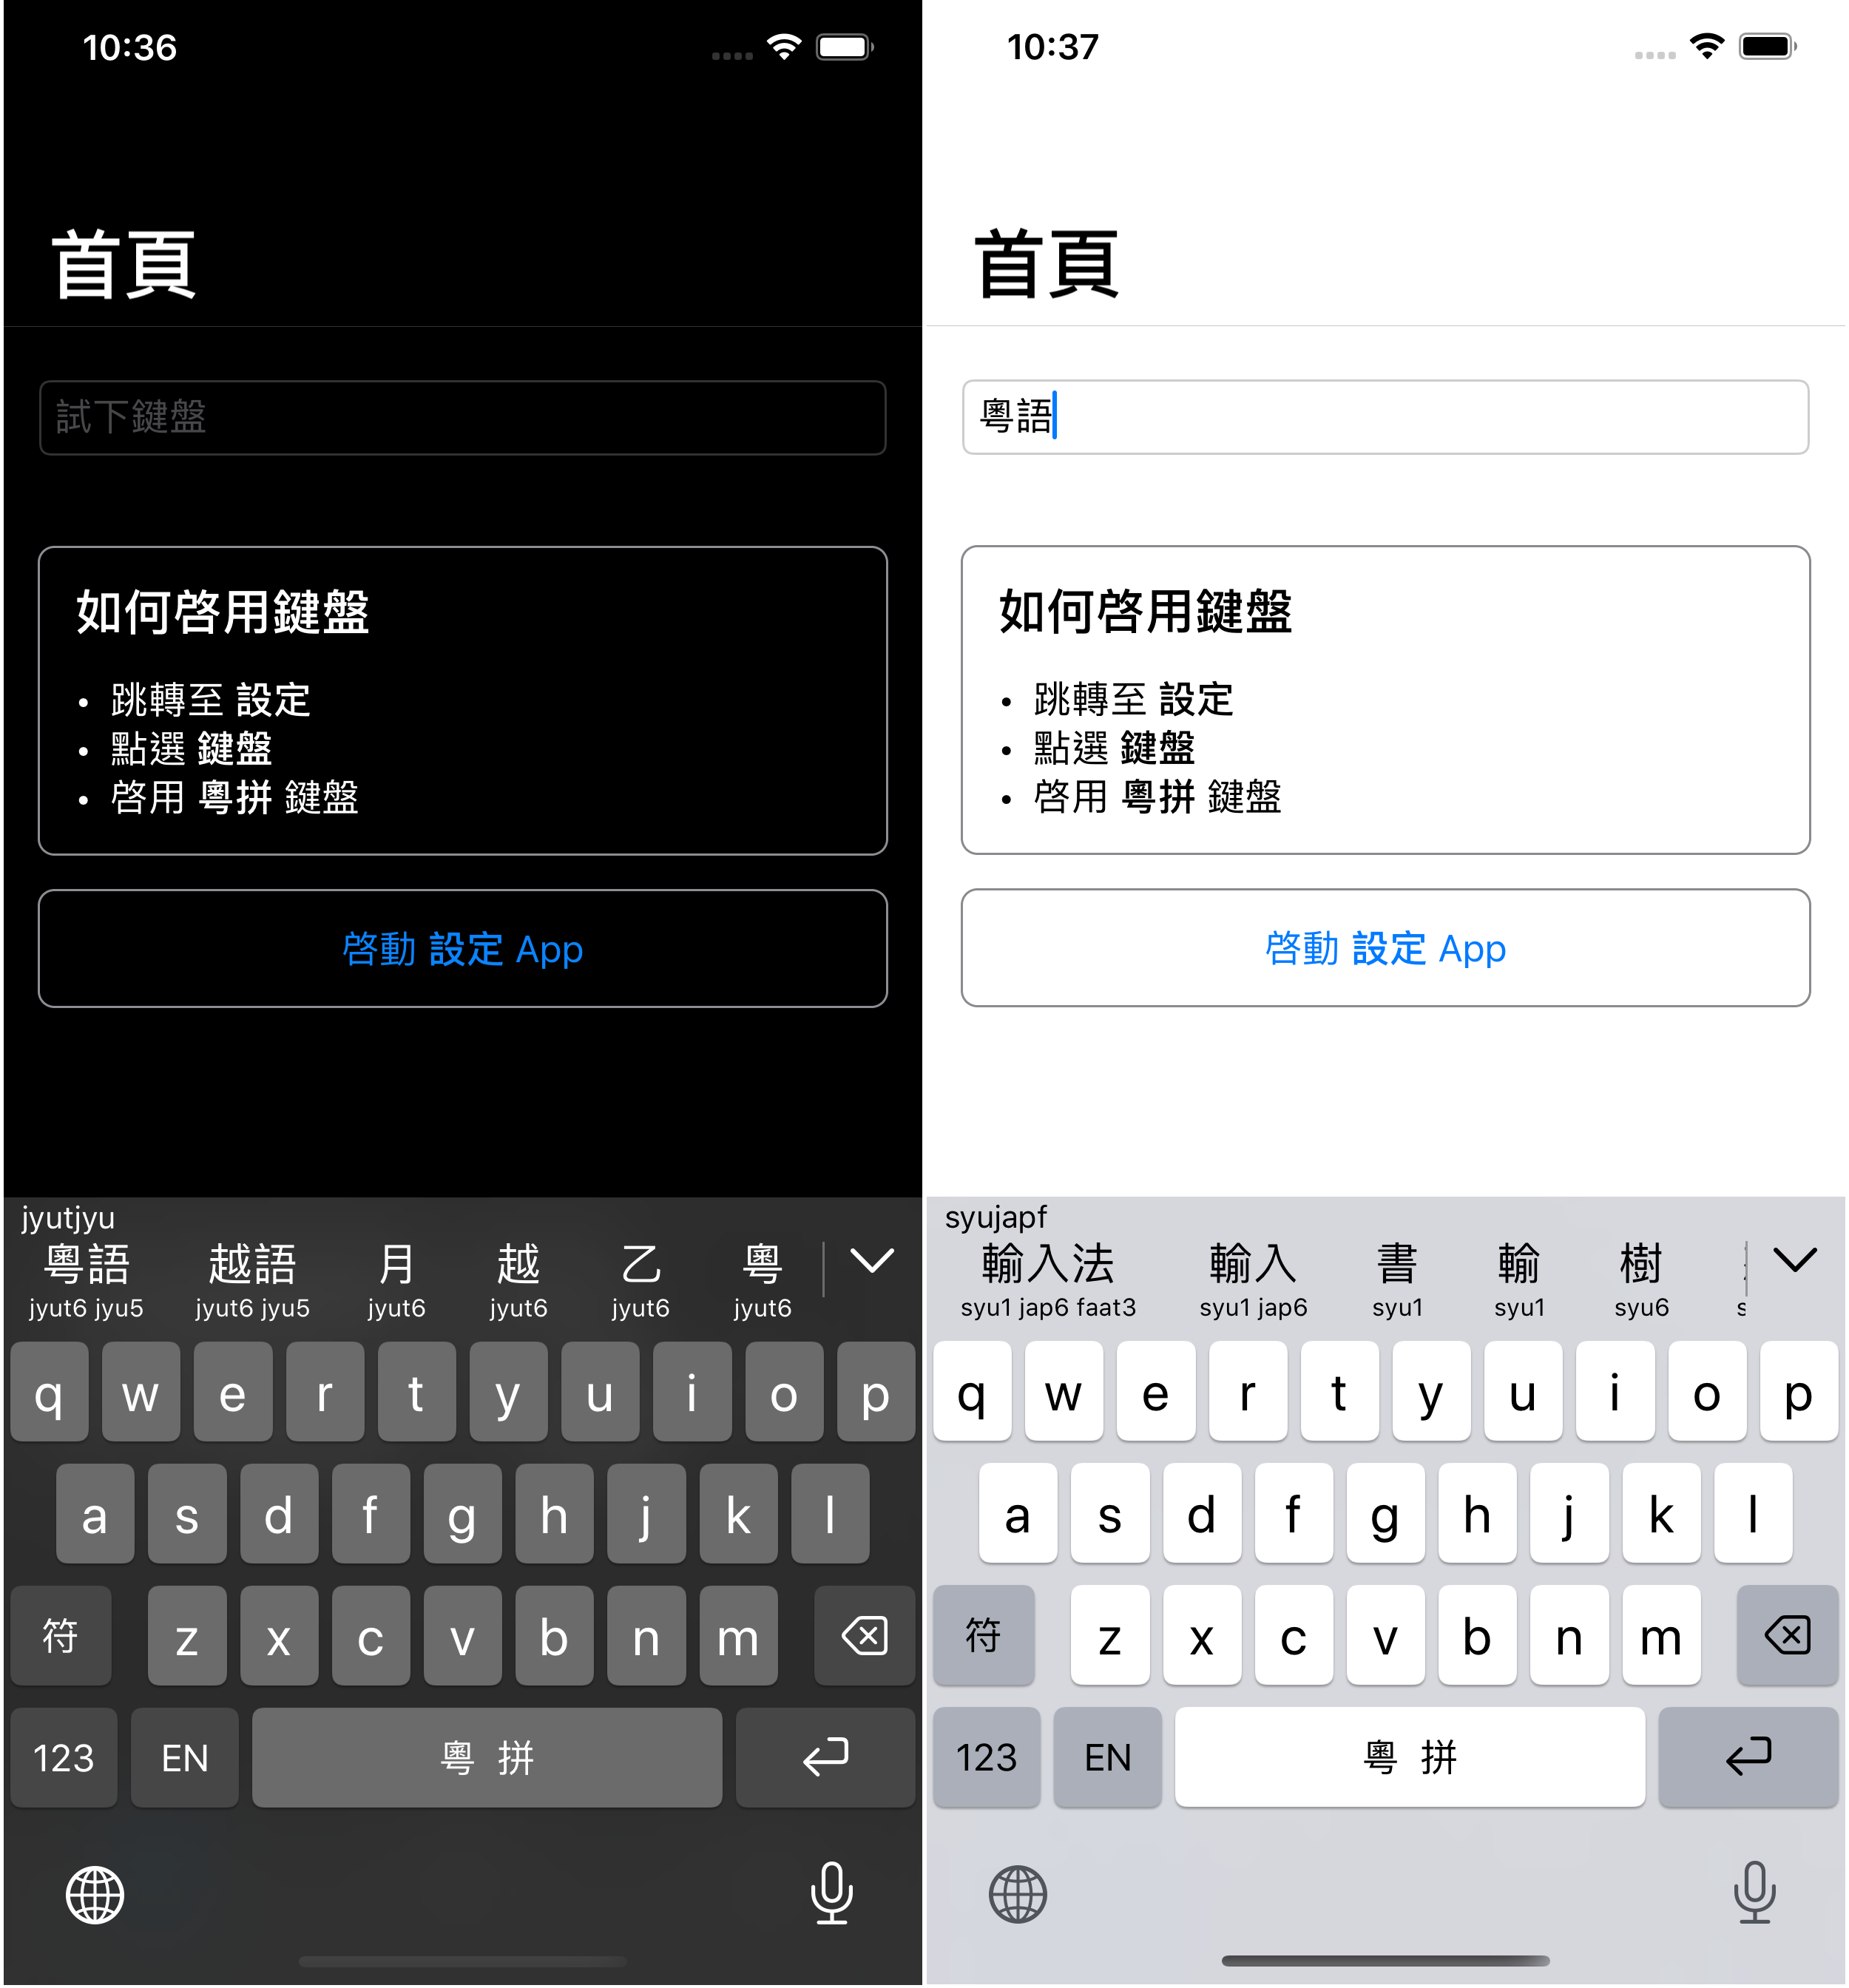 10:36
首頁
試下鍵盤
如何啓用鍵盤
• 跳轉至 設定
• 點選 鍵盤
• 啓用 粵拼 鍵盤
啓動 設定 App
jyutjyu
粵語 越語 月 越 乙 粵
jyut6 jyu5 jyut6 jyu5 jyut6 jyut6 jyut6 jyut6
q w e r t y u i o p
a s d f g h j k l
符 z x c v b n m
123 EN 粵 拼
10:37
首頁
粵語
如何啓用鍵盤
• 跳轉至 設定
• 點選 鍵盤
• 啓用 粵拼 鍵盤
啓動 設定 App
syujapf
輸入法 輸入 書 輸 樹
syu1 jap6 faat3 syu1 jap6 syu1 syu1 syu6 s
q w e r t y u i o p
a s d f g h j k l
符 z x c v b n m
123 EN 粵 拼